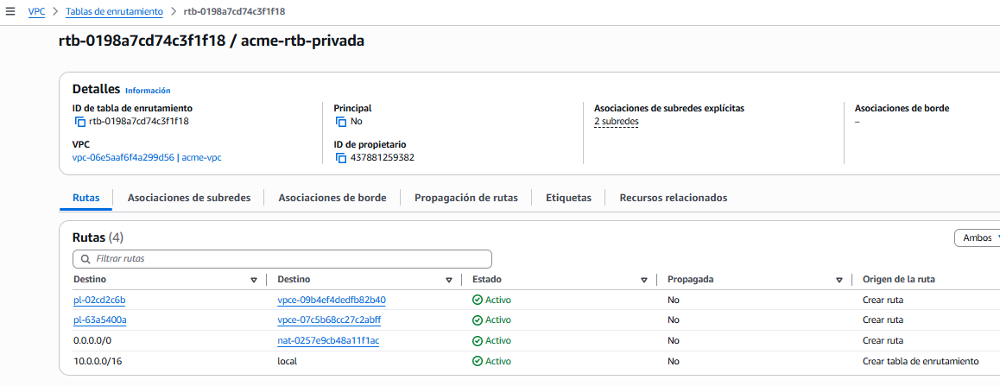 VPC > Tablas de enrutamiento > rtb-0198a7cd74c3f1f18
rtb-0198a7cd74c3f1f18 / acme-rtb-privada
Detalles Información
ID de tabla de enrutamiento Principal Asociaciones de subredes explícitas Asociaciones de borde
rtb-0198a7cd74c3f1f18 No 2 subredes –
VPC ID de propietario
vpc-06e5aaf6f4a299d56 | acme-vpc 437881259382
Rutas Asociaciones de subredes Asociaciones de borde Propagación de rutas Etiquetas Recursos relacionados
Rutas (4) Ambos
Filtrar rutas
Destino Destino Estado Propagada Origen de la ruta
pl-02cd2c6b vpce-09b4ef4dedfb82b40 Activo No Crear ruta
pl-63a5400a vpce-07c5b68cc27c2abff Activo No Crear ruta
0.0.0.0/0 nat-0257e9cb48a11f1ac Activo No Crear ruta
10.0.0.0/16 local Activo No Crear tabla de enrutamiento